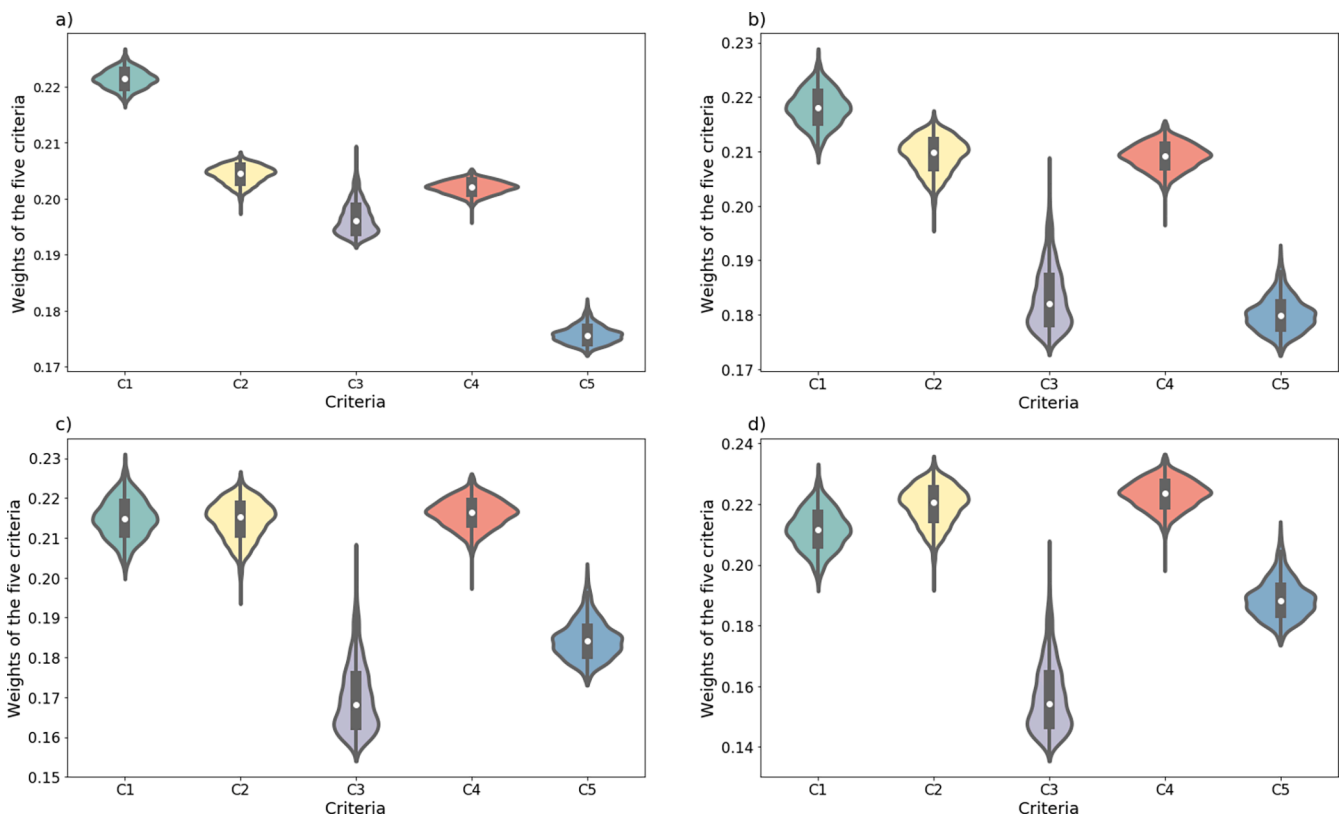 a)
Weights of the five criteria
0.22
0.21
0.20
0.19
0.18
0.17
C1 C2 C3 C4 C5
Criteria
b)
Weights of the five criteria
0.23
0.22
0.21
0.20
0.19
0.18
0.17
C1 C2 C3 C4 C5
Criteria
c)
Weights of the five criteria
0.23
0.22
0.21
0.20
0.19
0.18
0.17
0.16
0.15
C1 C2 C3 C4 C5
Criteria
d)
Weights of the five criteria
0.24
0.22
0.20
0.18
0.16
0.14
C1 C2 C3 C4 C5
Criteria